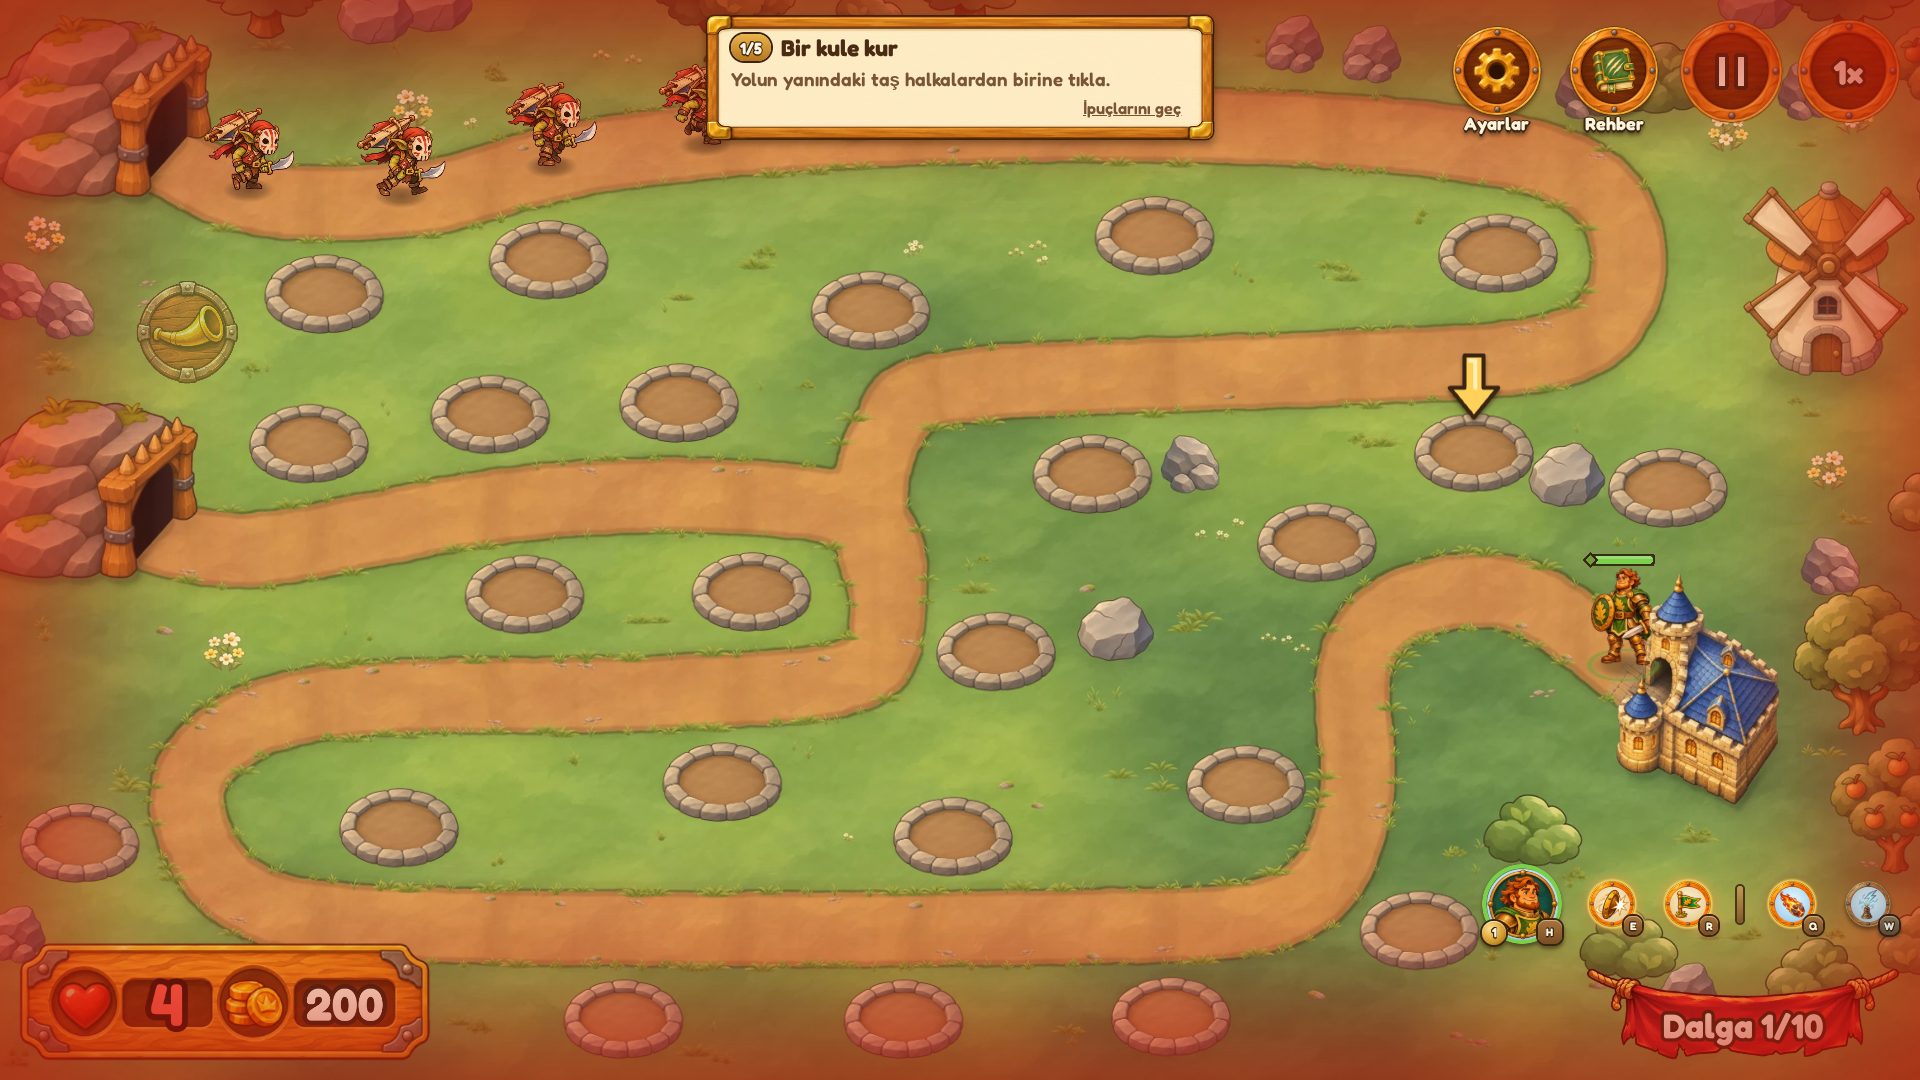 1/5 Bir kule kur
Yolun yanındaki taş halkalardan birine tıkla.
İpuçlarını geç
Ayarlar
Rehber
1x
1
H
E
R
Q
W
4
200
Dalga 1/10